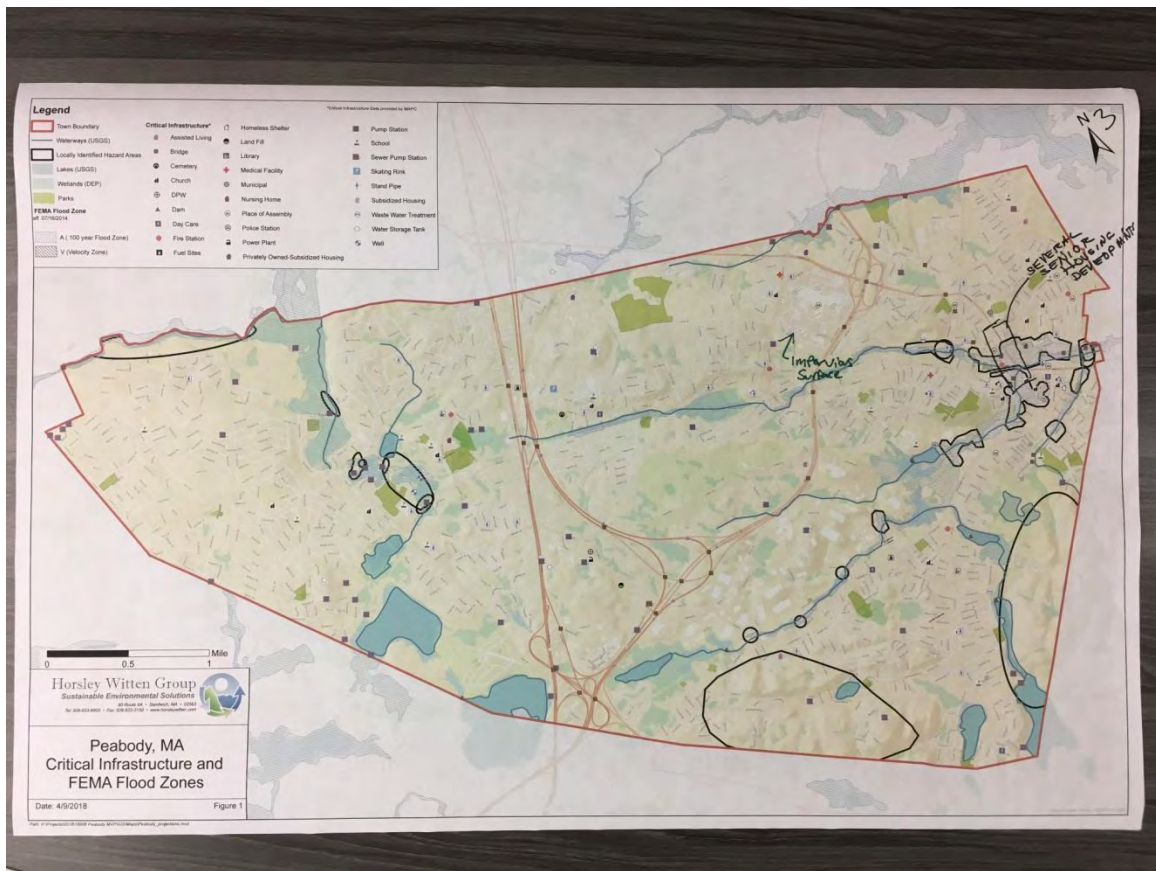 Legend
Town Boundary
Waterways (USGS)
Locally Identified Hazard Areas
Lakes (USGS)
Wetlands (DEP)
Parks
FEMA Flood Zone
A ( 100 year Flood Zone)
V (Velocity Zone)
Critical Infrastructure*
Assisted Living
Bridge
Cemetery
Church
DPW
Dam
Day Care
Fire Station
Fuel Sites
Homeless Shelter
Land Fill
Library
Medical Facility
Municipal
Nursing Home
Place of Assembly
Police Station
Power Plant
Privately Owned-Subsidized Housing
Pump Station
School
Sewer Pump Station
Skating Rink
Stand Pipe
Subsidized Housing
Waste Water Treatment
Water Storage Tank
Well
N
3
SEVERAL
SENIOR
HOUSING
DEVELOPMENTS
Impervious
Surface
0 0.5 1 Mile
Horsley Witten Group
Sustainable Environmental Solutions
Peabody, MA
Critical Infrastructure and
FEMA Flood Zones
Date: 4/9/2018
Figure 1